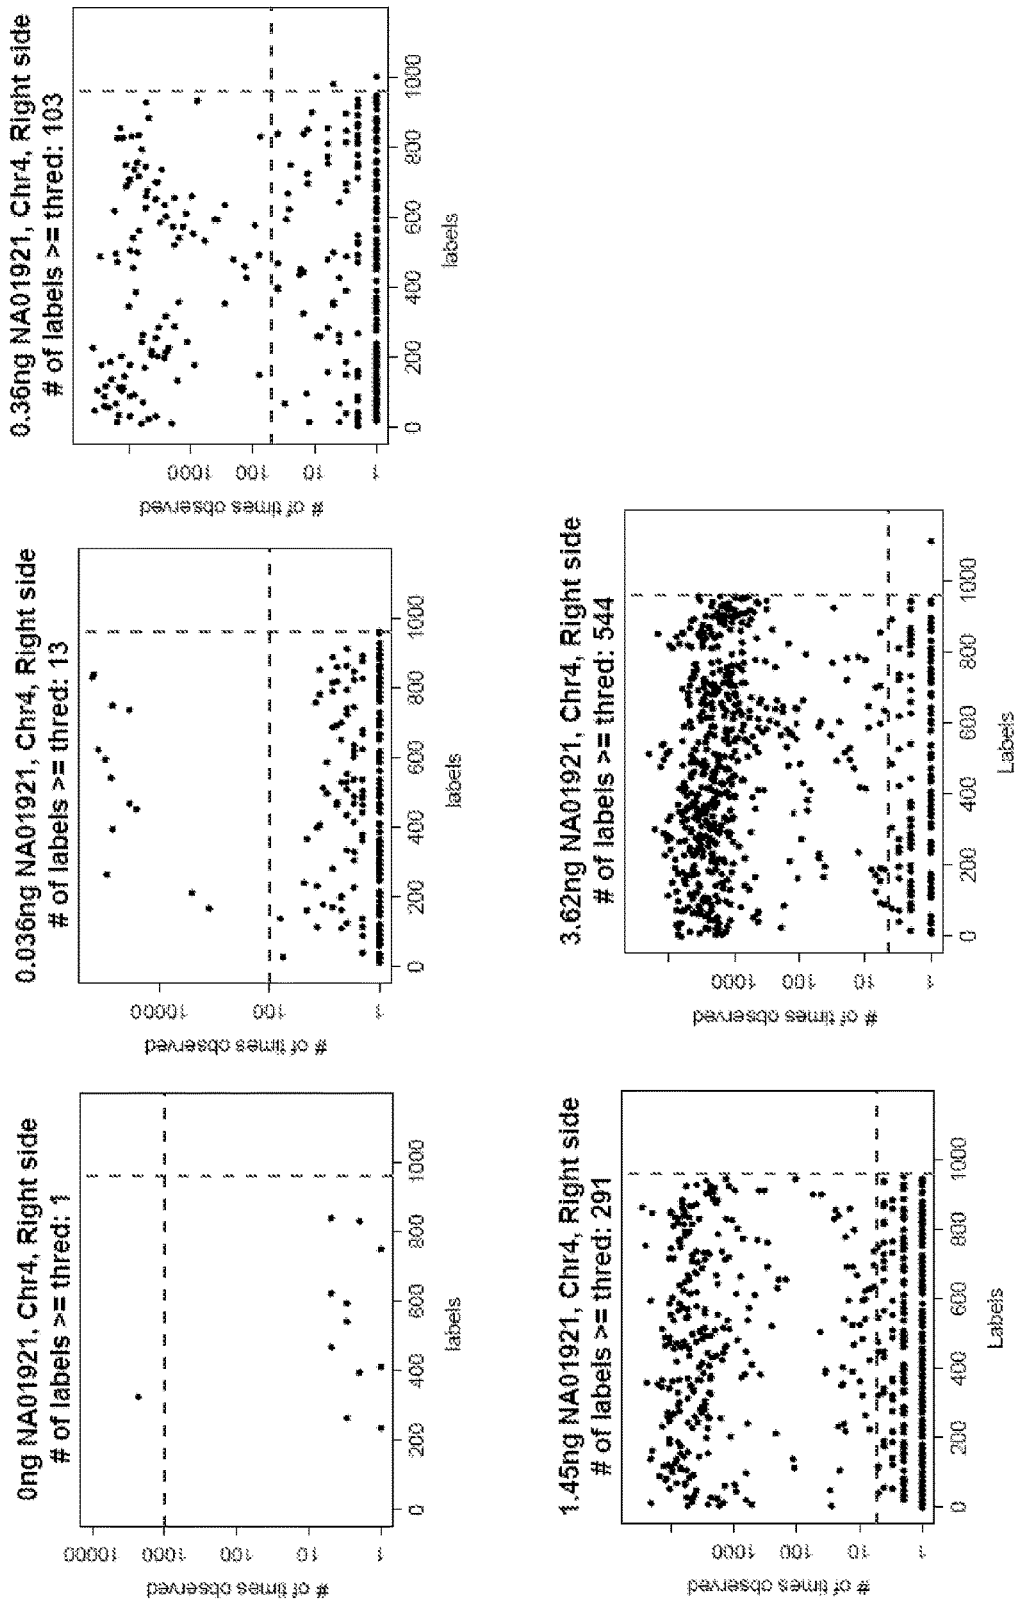 0ng NA01921, Chr4, Right side
# of labels >= thred: 1
# of times observed
10000
1000
100
10
1
0
200
400
600
800
1000
labels
0.036ng NA01921, Chr4, Right side
# of labels >= thred: 13
# of times observed
10000
100
1
0
200
400
600
800
1000
labels
0.36ng NA01921, Chr4, Right side
# of labels >= thred: 103
# of times observed
1000
100
10
1
0
200
400
600
800
1000
labels
1.45ng NA01921, Chr4, Right side
# of labels >= thred: 291
# of times observed
1000
100
10
1
0
200
400
600
800
1000
Labels
3.62ng NA01921, Chr4, Right side
# of labels >= thred: 544
# of times observed
1000
100
10
1
0
200
400
600
800
1000
Labels